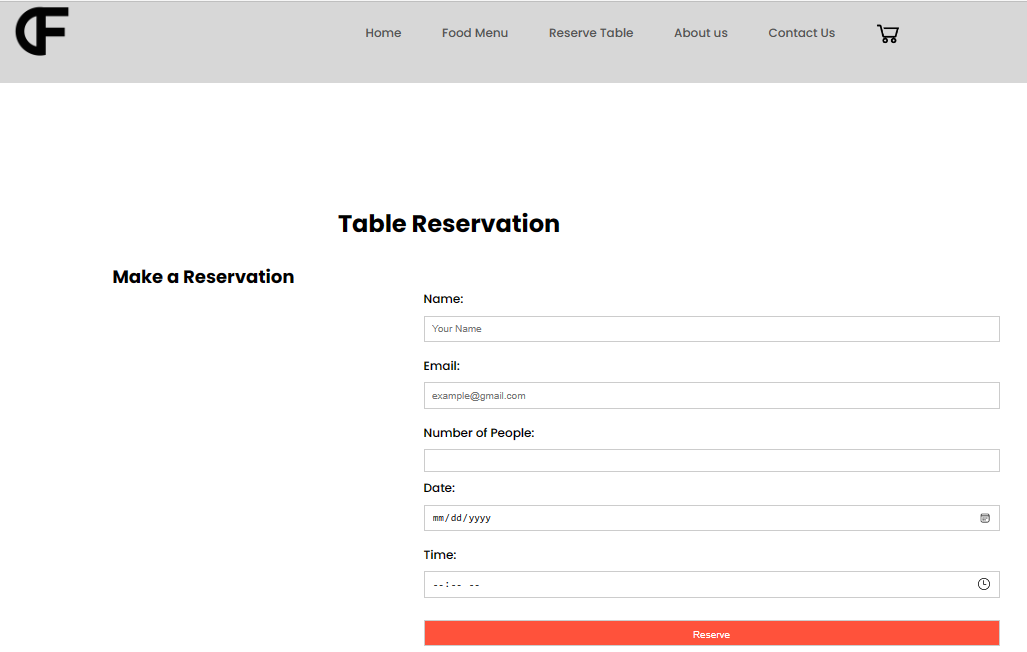 CF
Home Food Menu Reserve Table About us Contact Us
Table Reservation
Make a Reservation
Name:
Your Name
Email:
example@gmail.com
Number of People:
Date:
mm/dd/yyyy
Time:
--:-- --
Reserve